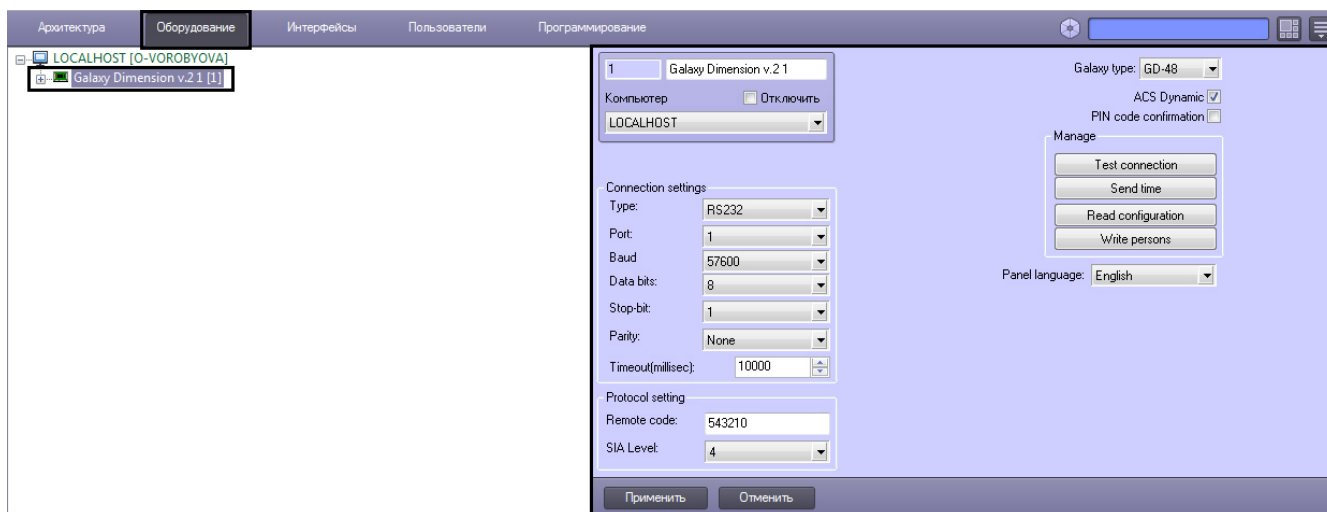 Архитектура Оборудование Интерфейсы Пользователи Программирование
LOCALHOST [O-VOROBYOVA]
Galaxy Dimension v.2 1 [1]
1 Galaxy Dimension v.2 1
Компьютер Отключить
LOCALHOST
Connection settings
Type: RS232
Port: 1
Baud 57600
Data bits: 8
Stop-bit: 1
Parity: None
Timeout(millisec): 10000
Protocol setting
Remote code: 543210
SIA Level: 4
Galaxy type: GD-48
ACS Dynamic
PIN code confirmation
Manage
Test connection
Send time
Read configuration
Write persons
Panel language: English
Применить Отменить